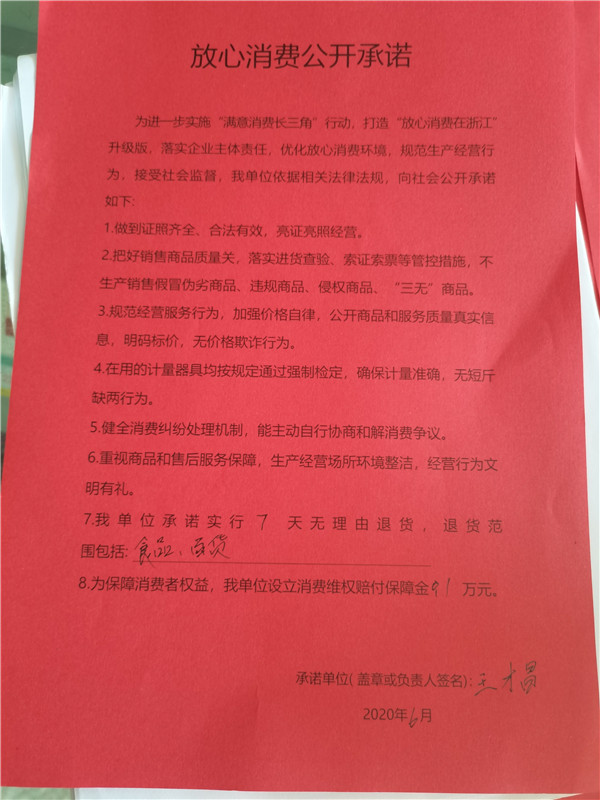 放心消费公开承诺
为进一步实施“满意消费长三角”行动，打造“放心消费在浙江”
升级版，落实企业主体责任，优化放心消费环境，规范生产经营行
为，接受社会监督，我单位依据相关法律法规，向社会公开承诺
如下:
1.做到证照齐全、合法有效，亮证亮照经营。
2.把好销售商品质量关，落实进货查验、索证索票等管控措施，不
生产销售假冒伪劣商品、违规商品、侵权商品、“三无”商品。
3.规范经营服务行为，加强价格自律，公开商品和服务质量真实信
息，明码标价，无价格欺诈行为。
4.在用的计量器具均按规定通过强制检定，确保计量准确，无短斤
缺两行为。
5.健全消费纠纷处理机制，能主动自行协商和解消费争议。
6.重视商品和售后服务保障，生产经营场所环境整洁，经营行为文
明有礼。
7.我单位承诺实行7天无理由退货，退货范
围包括:食品、百货
8.为保障消费者权益，我单位设立消费维权赔付保障金 万元。
承诺单位(盖章或负责人签名):王才昌
2020年6月